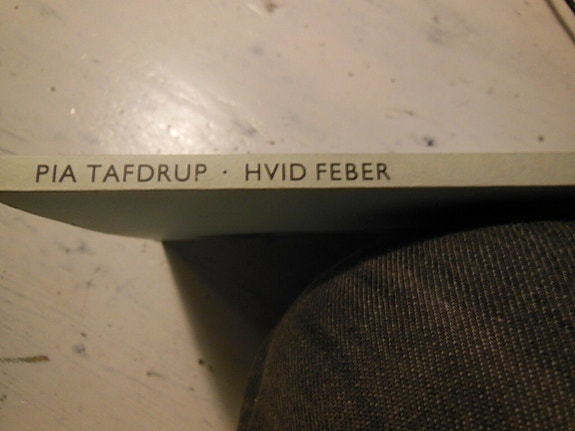 PIA TAFDRUP · HVID FEBER